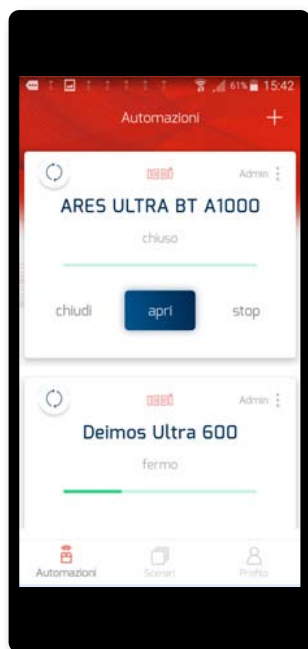 61% 15:42
Automazioni +
Admin
ARES ULTRA BT A1000
chiuso
chiudi apri stop
Admin
Deimos Ultra 600
fermo
Automazioni Scenari Profilo